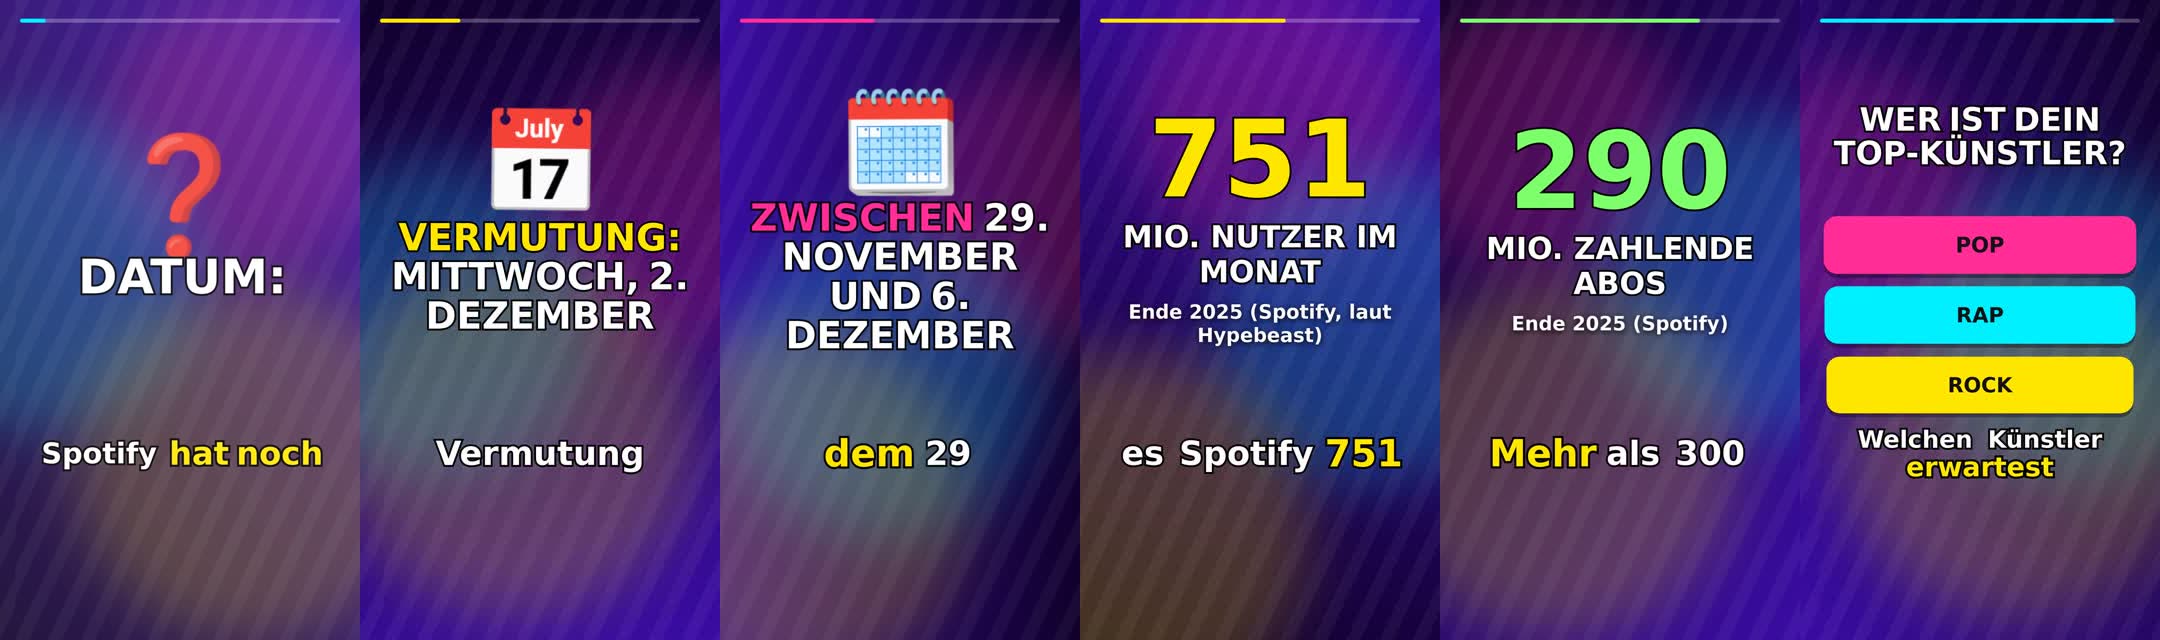 DATUM:
Spotify hat noch
July
17
VERMUTUNG:
MITTWOCH, 2.
DEZEMBER
Vermutung
ZWISCHEN 29.
NOVEMBER
UND 6.
DEZEMBER
dem 29
751
MIO. NUTZER IM
MONAT
Ende 2025 (Spotify, laut
Hypebeast)
es Spotify 751
290
MIO. ZAHLENDE
ABOS
Ende 2025 (Spotify)
Mehr als 300
WER IST DEIN
TOP-KÜNSTLER?
POP
RAP
ROCK
Welchen Künstler
erwartest